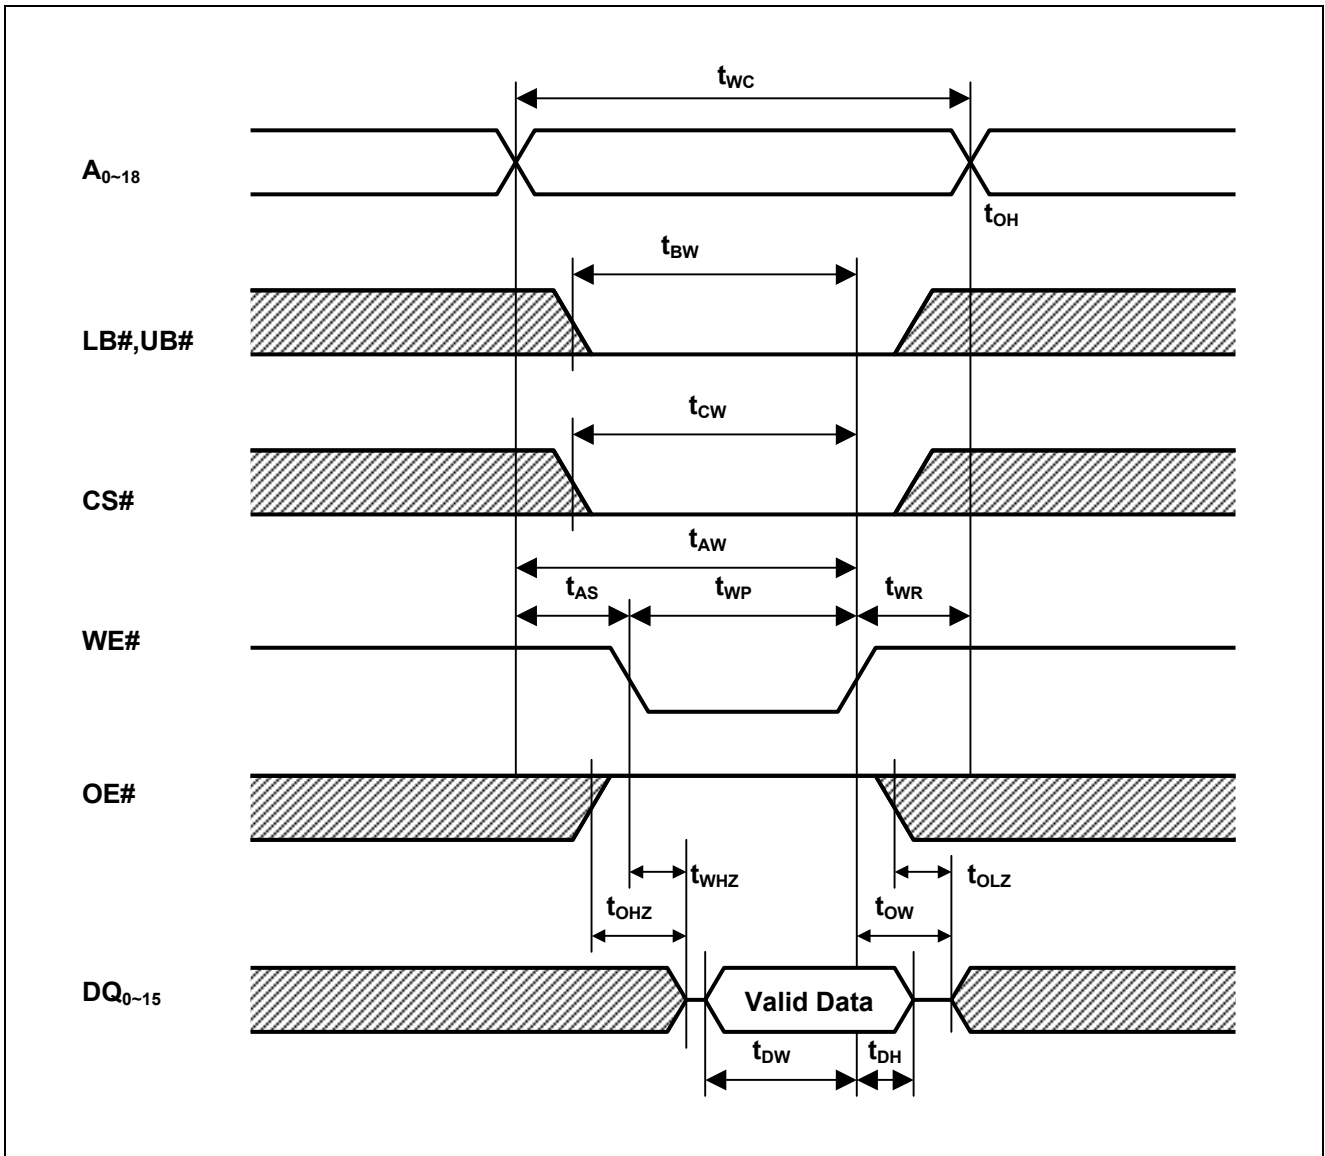 tWC
A0~18
tOH
tBW
LB#,UB#
tCW
CS#
tAW
tAS tWP tWR
WE#
OE#
tWHZ tOLZ
tOHZ tOW
DQ0~15 Valid Data
tDW tDH